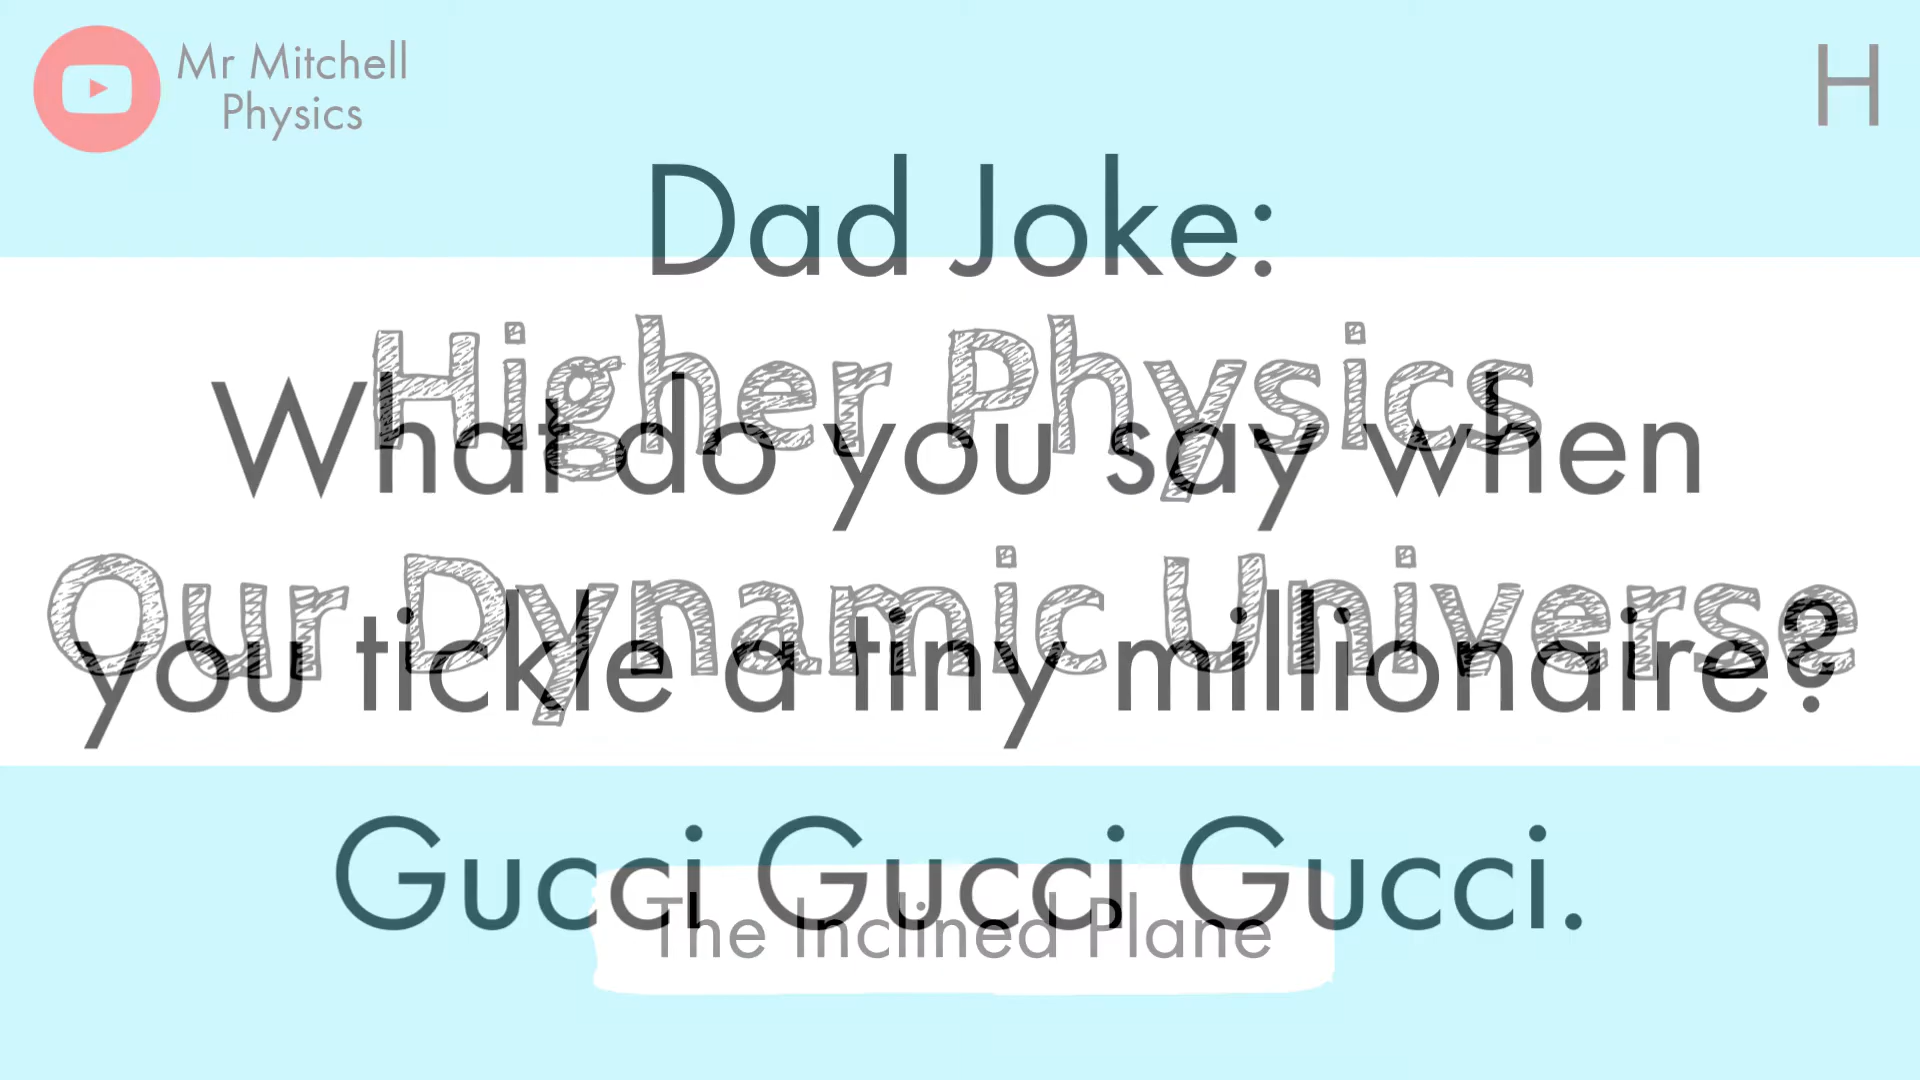 Mr Mitchell
Physics
H
Dad Joke:
Higher Physics
What do you say when
Our Dynamic Universe
you tickle a tiny millionaire?
Gucci Gucci Gucci.
The Inclined Plane